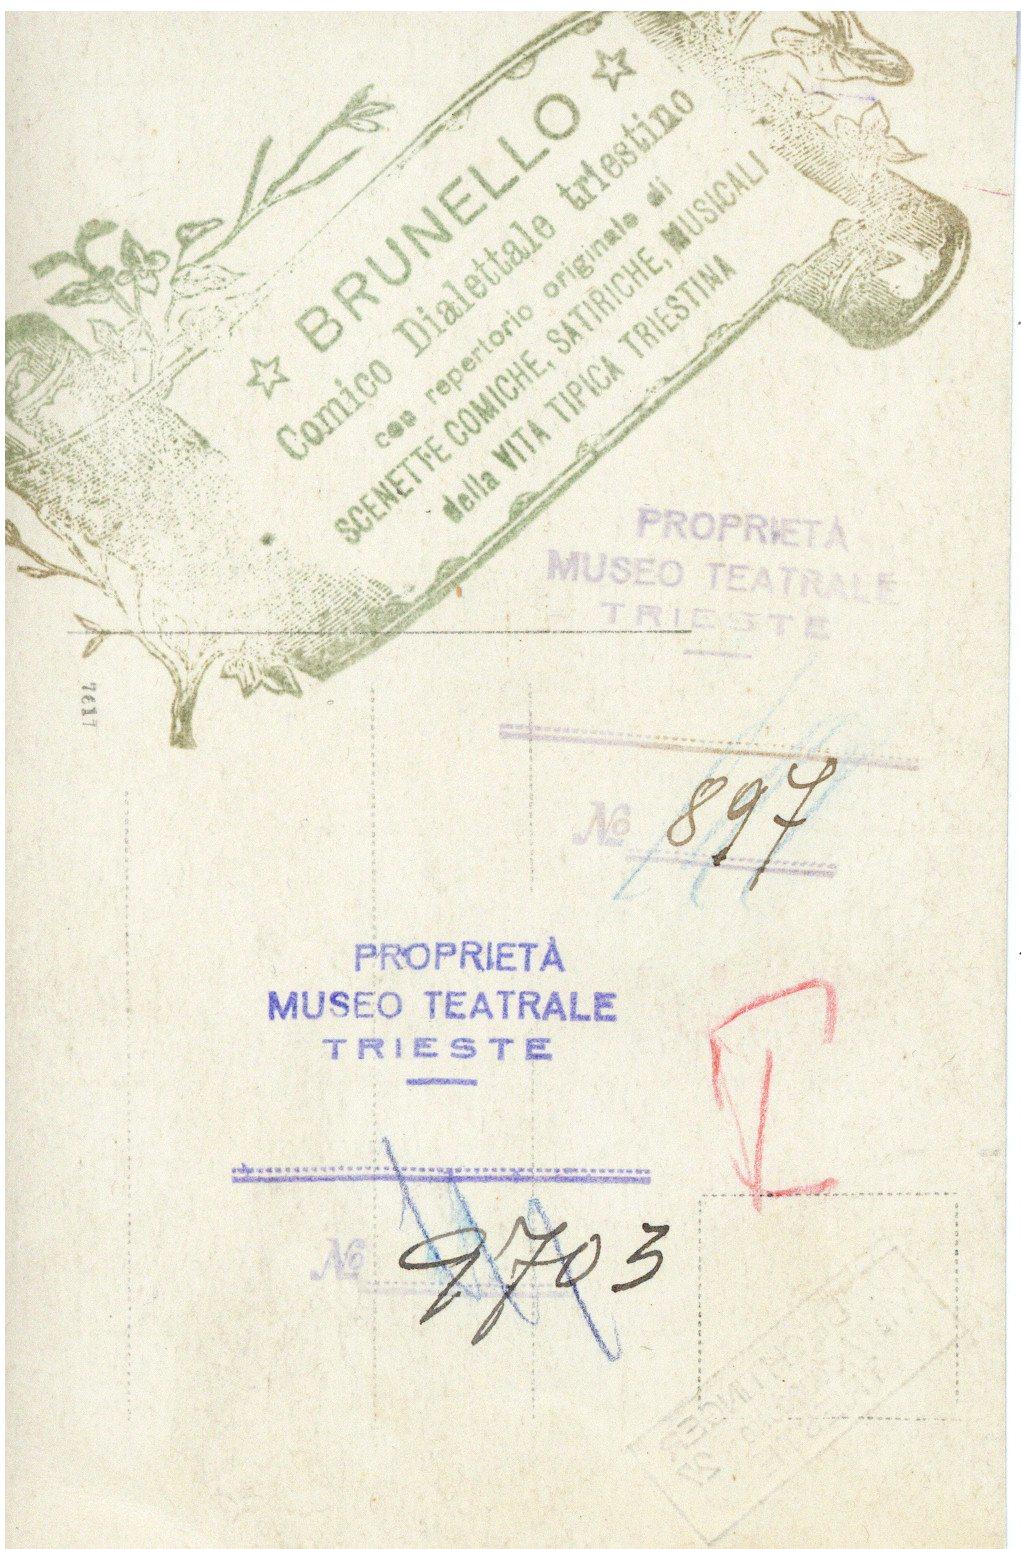 ☆ BRUNELLO ☆
Comico Dialettale triestino
con repertorio originale di
SCENETTE COMICHE, SATIRICHE, MUSICALI
della VITA TIPICA TRIESTINA
PROPRIETÀ
MUSEO TEATRALE
TRIESTE
7617
№ 897
PROPRIETÀ
MUSEO TEATRALE
TRIESTE
№ 9703